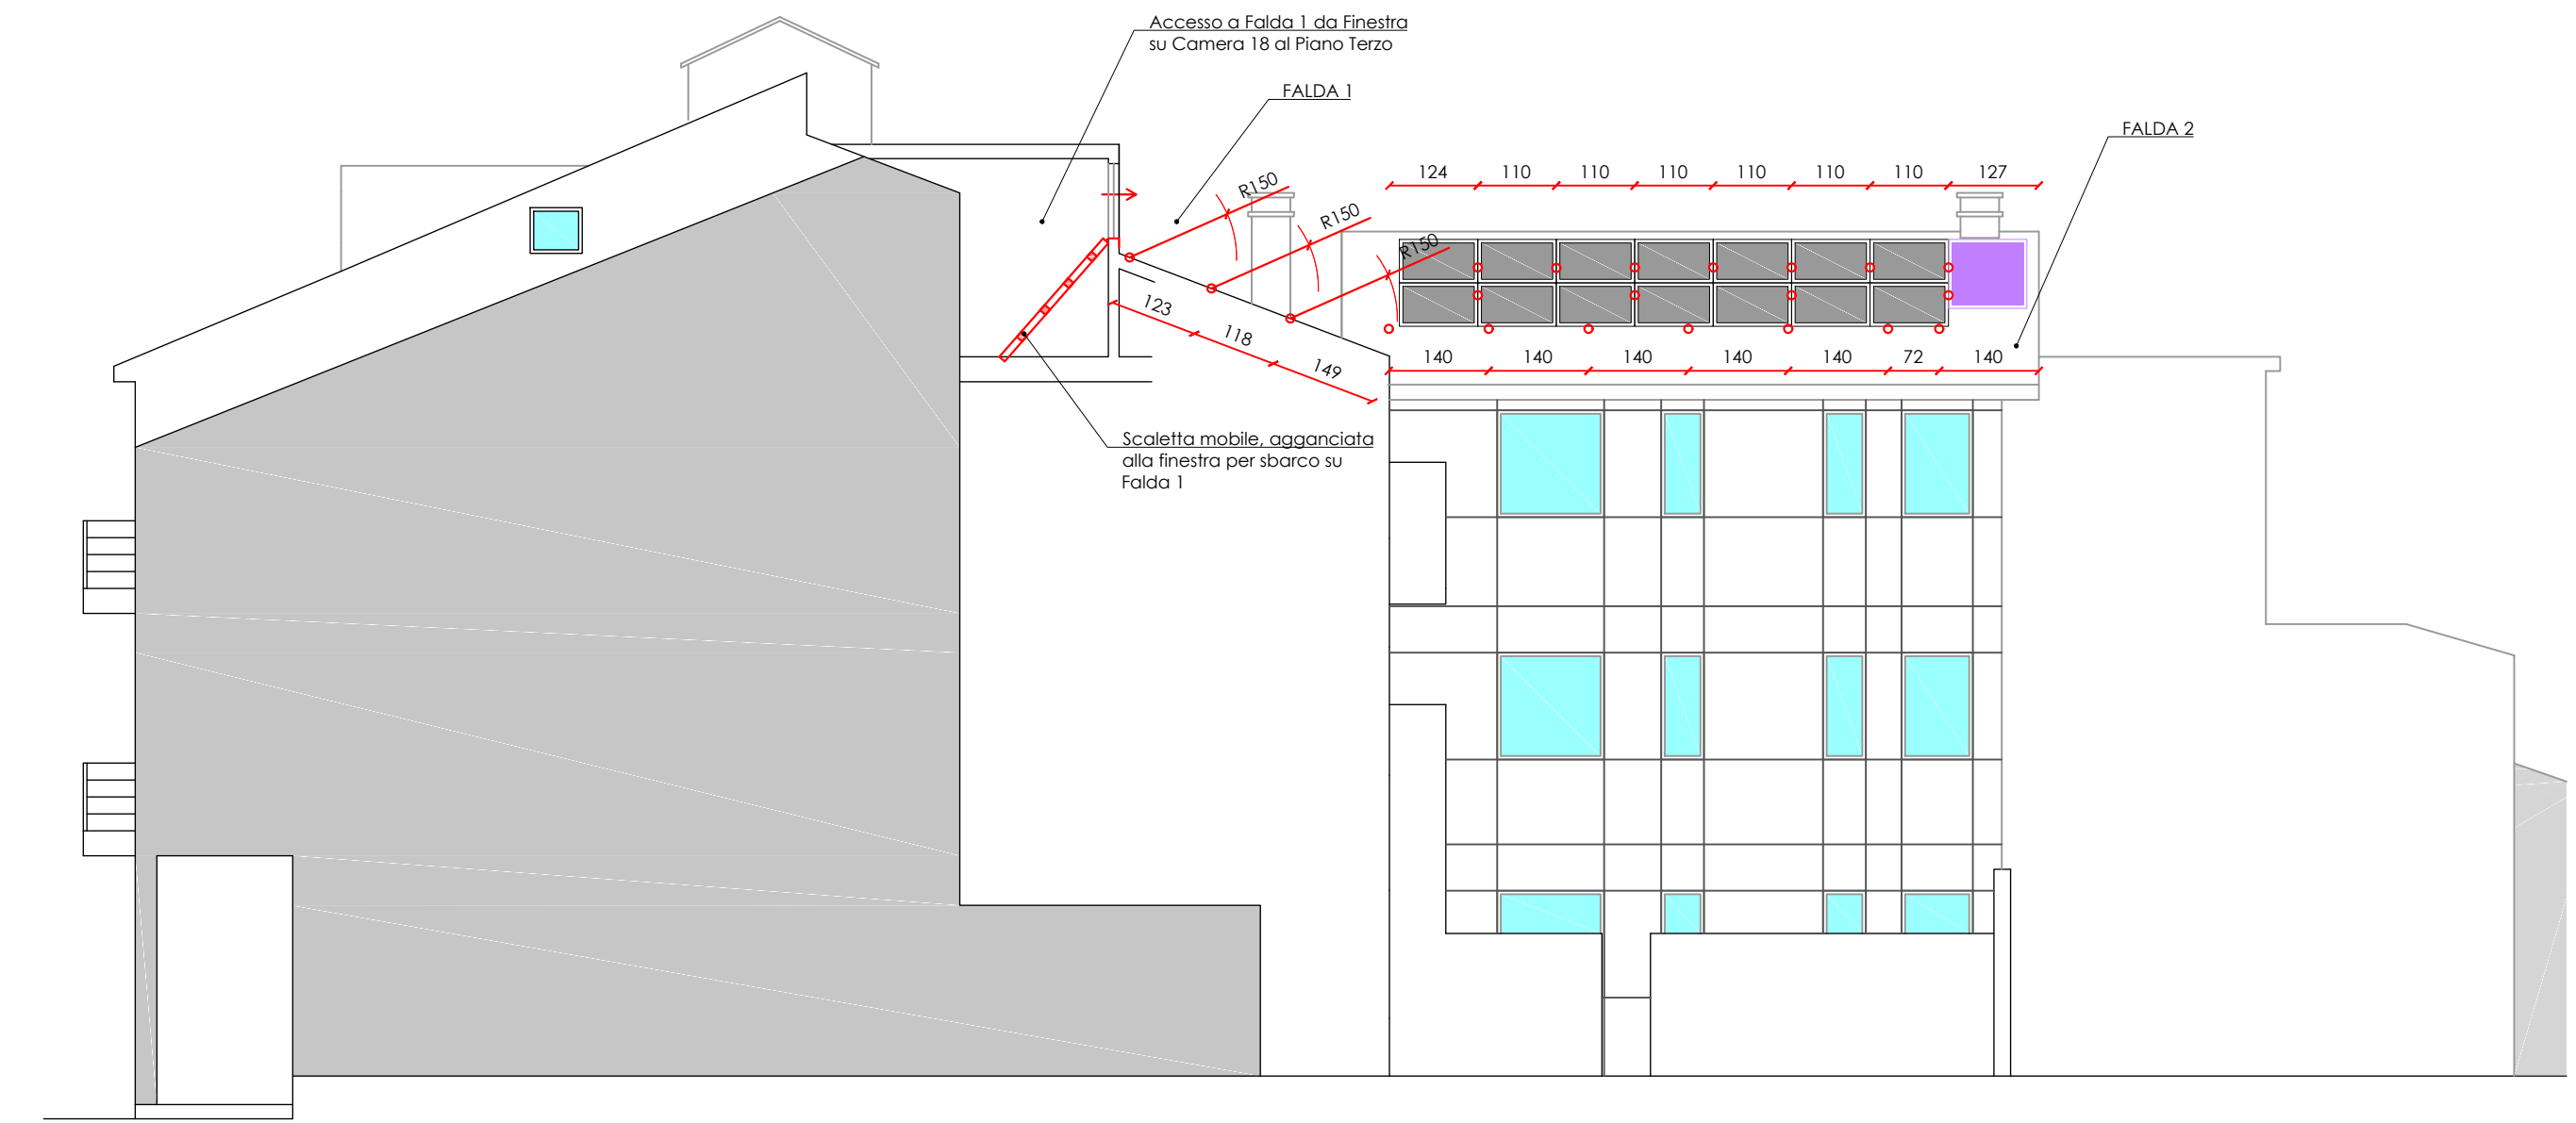 Accesso a Falda 1 da Finestra
su Camera 18 al Piano Terzo
FALDA 1
FALDA 2
124 110 110 110 110 110 110 127
R150
R150
R150
123
118
149
140 140 140 140 140 72 140
Scaletta mobile, agganciata
alla finestra per sbarco su
Falda 1